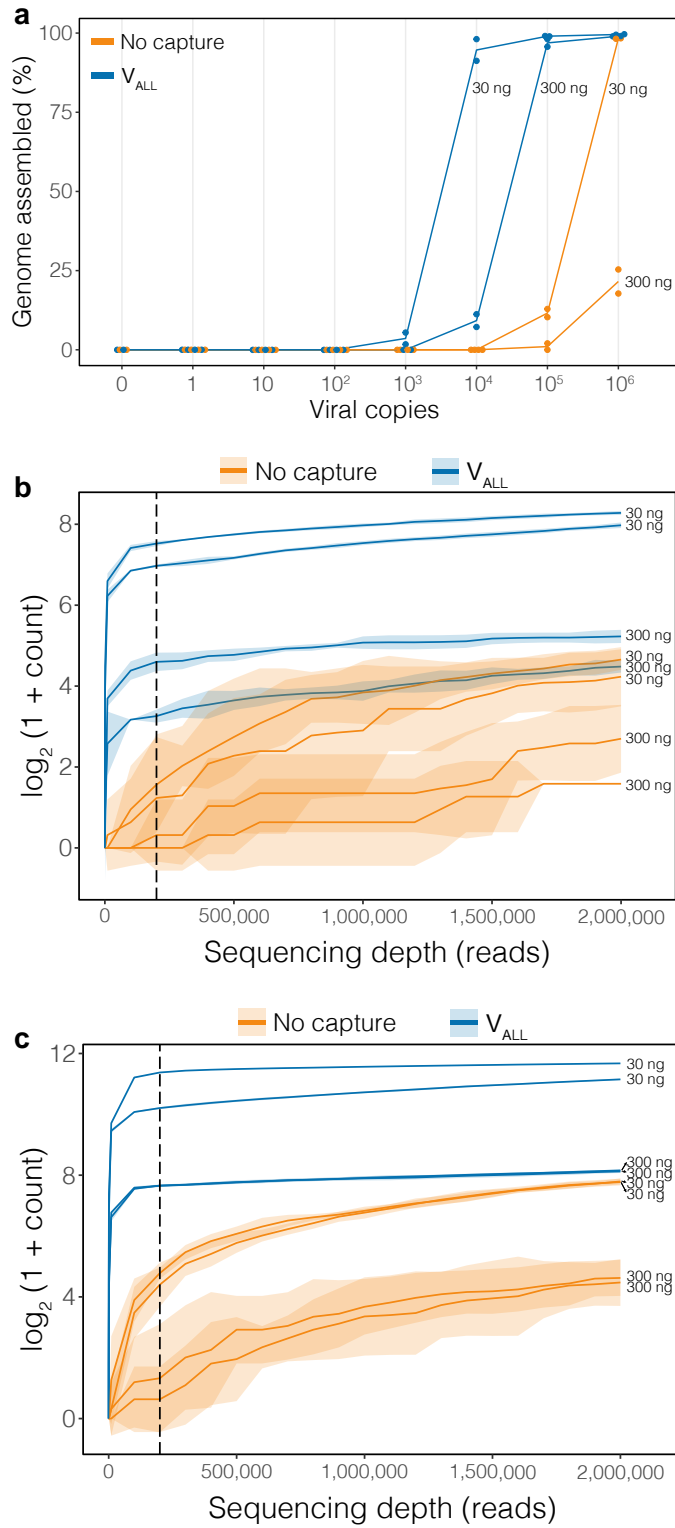 a
Genome assembled (%)
100
75
50
25
0
No capture
VALL
30 ng
300 ng
30 ng
300 ng
0
1
10
10²
10³
10⁴
10⁵
10⁶
Viral copies
b
No capture
VALL
log₂ (1 + count)
8
6
4
2
0
30 ng
30 ng
300 ng
30 ng
300 ng
30 ng
300 ng
300 ng
0
500,000
1,000,000
1,500,000
2,000,000
Sequencing depth (reads)
c
No capture
VALL
log₂ (1 + count)
12
8
4
0
30 ng
30 ng
300 ng
300 ng
30 ng
30 ng
300 ng
300 ng
0
500,000
1,000,000
1,500,000
2,000,000
Sequencing depth (reads)